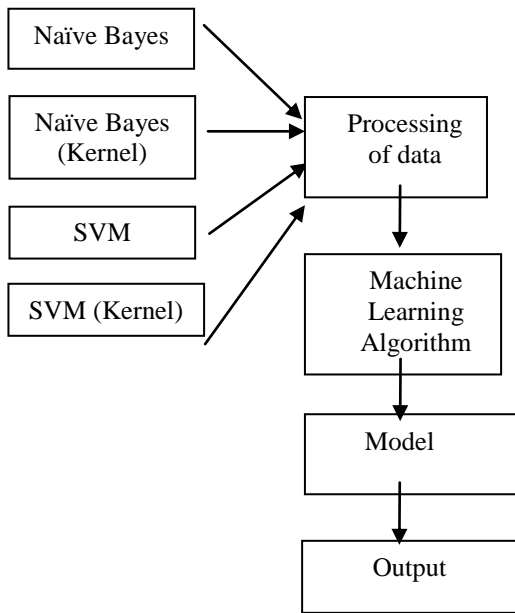 Naïve Bayes
Naïve Bayes
(Kernel)
SVM
SVM (Kernel)
Processing
of data
Machine
Learning
Algorithm
Model
Output